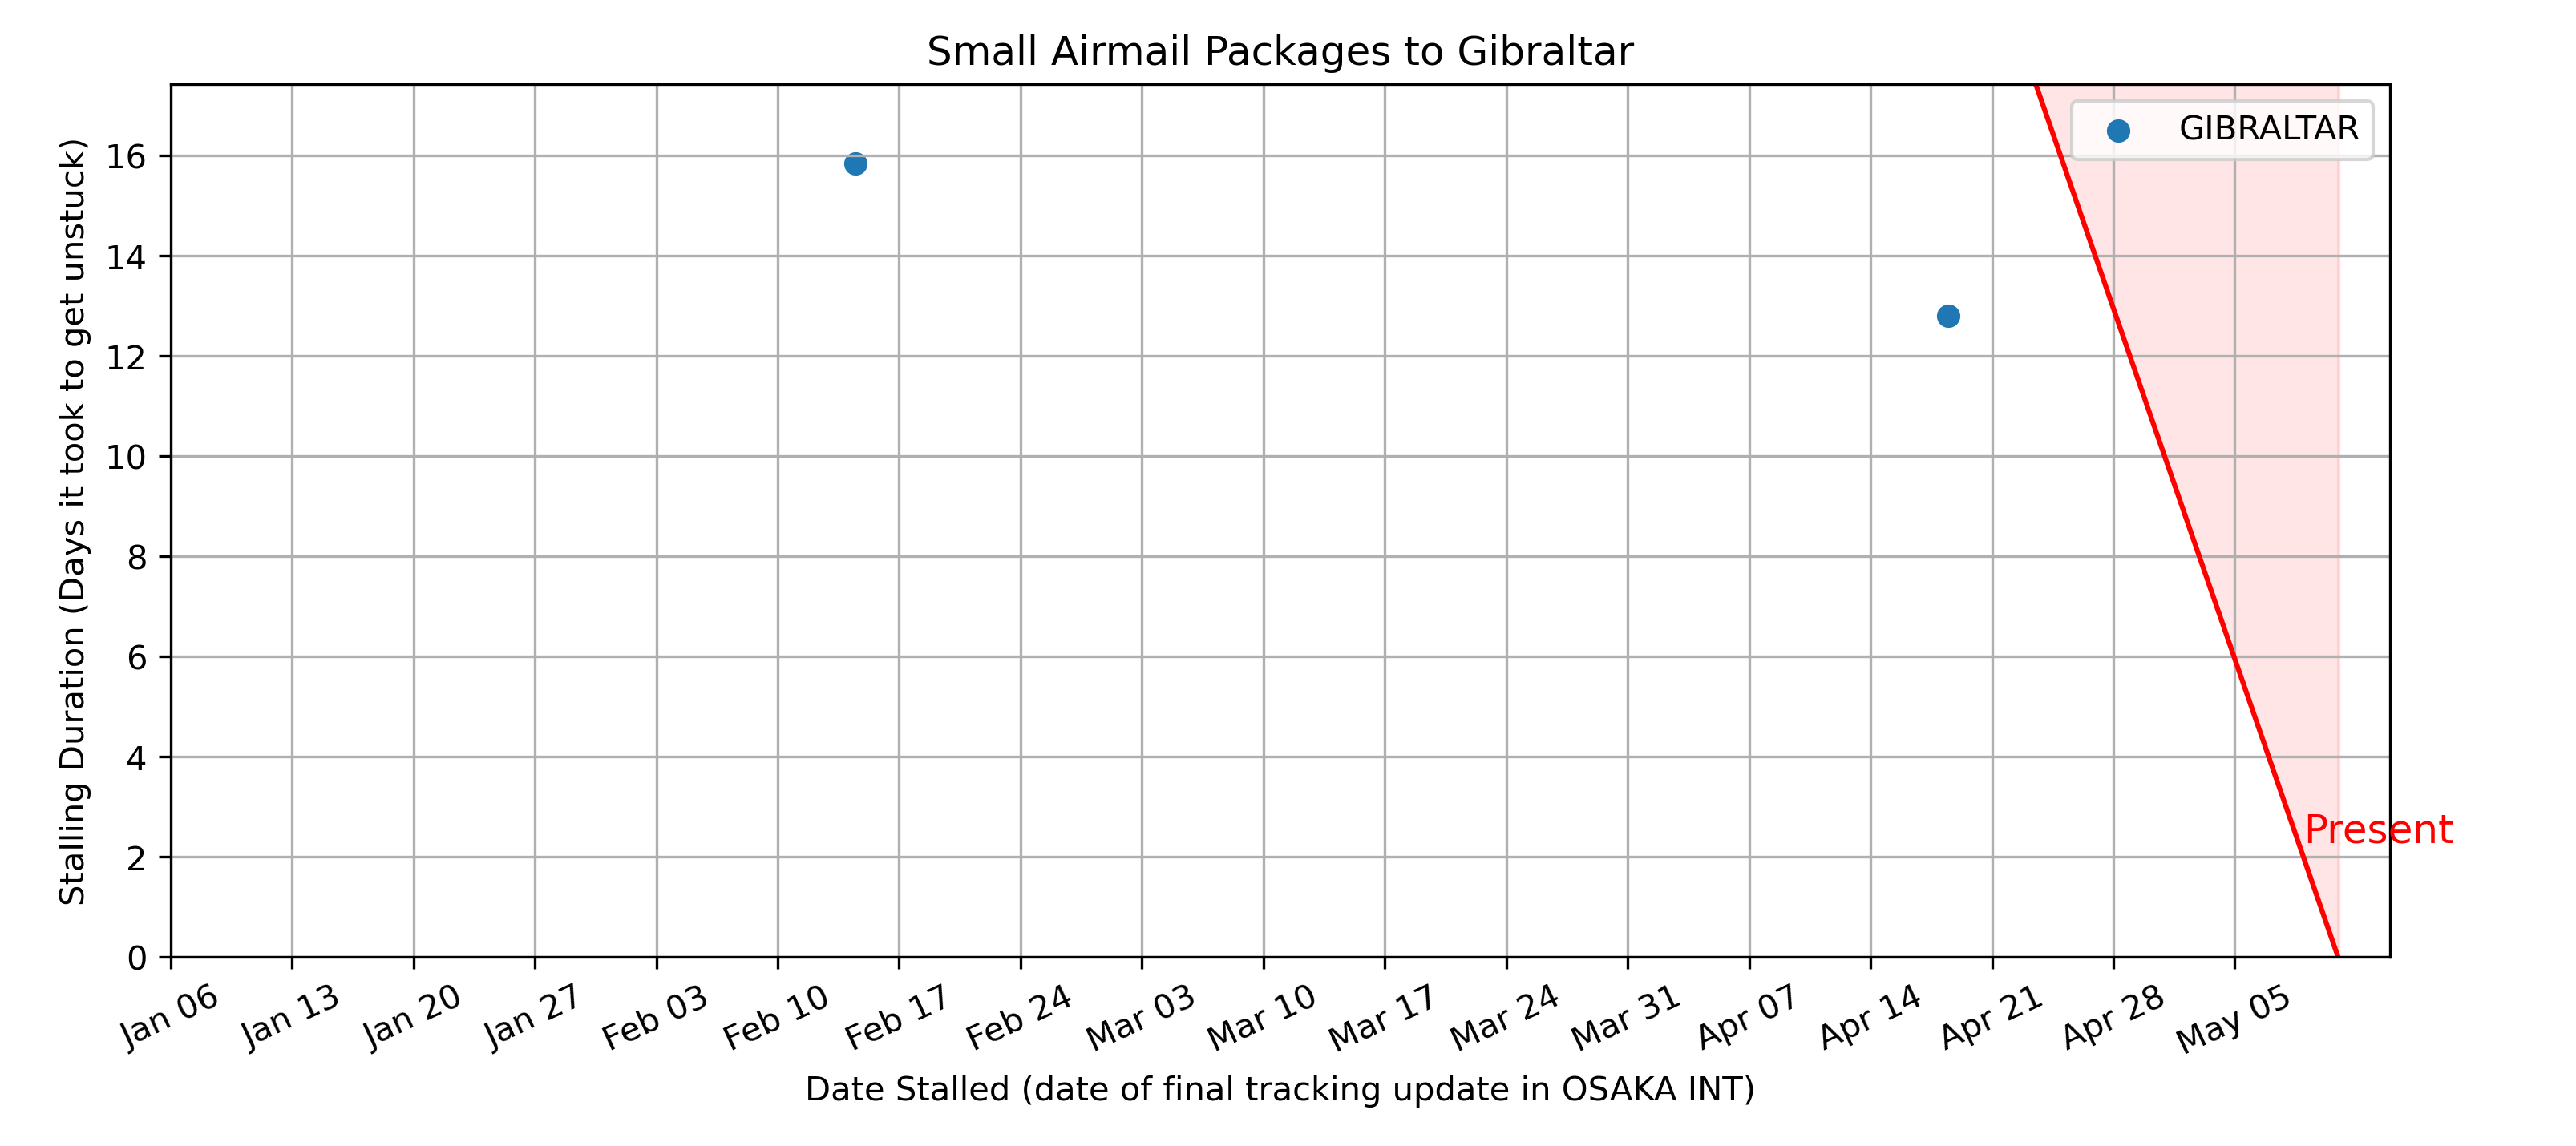 Small Airmail Packages to Gibraltar
GIBRALTAR
Stalling Duration (Days it took to get unstuck)
16
14
12
10
8
6
4
2
0
Present
Jan 06
Jan 13
Jan 20
Jan 27
Feb 03
Feb 10
Feb 17
Feb 24
Mar 03
Mar 10
Mar 17
Mar 24
Mar 31
Apr 07
Apr 14
Apr 21
Apr 28
May 05
Date Stalled (date of final tracking update in OSAKA INT)